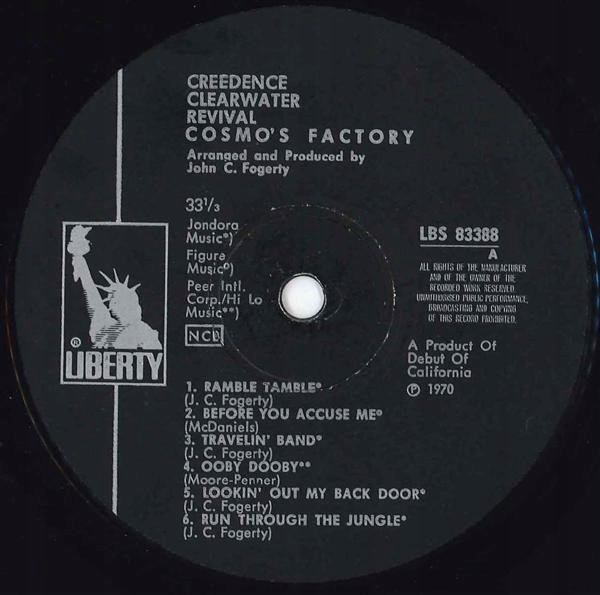 CREEDENCE
CLEARWATER
REVIVAL
COSMO'S FACTORY
Arranged and Produced by
John C. Fogerty
33 1/3
Jondora
Music*)
Figure
Music°)
Peer Intl.
Corp./Hi Lo
Music**)
NCB
LBS 83388
A
ALL RIGHTS OF THE MANUFACTURER
AND OF THE OWNER OF THE
RECORDED WORK RESERVED.
UNAUTHORISED PUBLIC PERFORMANCE,
BROADCASTING AND COPYING
OF THIS RECORD PROHIBITED.
A Product Of
Debut Of
California
℗ 1970
®
LIBERTY
1. RAMBLE TAMBLE*
(J. C. Fogerty)
2. BEFORE YOU ACCUSE ME°
(McDaniels)
3. TRAVELIN' BAND*
(J. C. Fogerty)
4. OOBY DOOBY**
(Moore-Penner)
5. LOOKIN' OUT MY BACK DOOR*
(J. C. Fogerty)
6. RUN THROUGH THE JUNGLE*
(J. C. Fogerty)